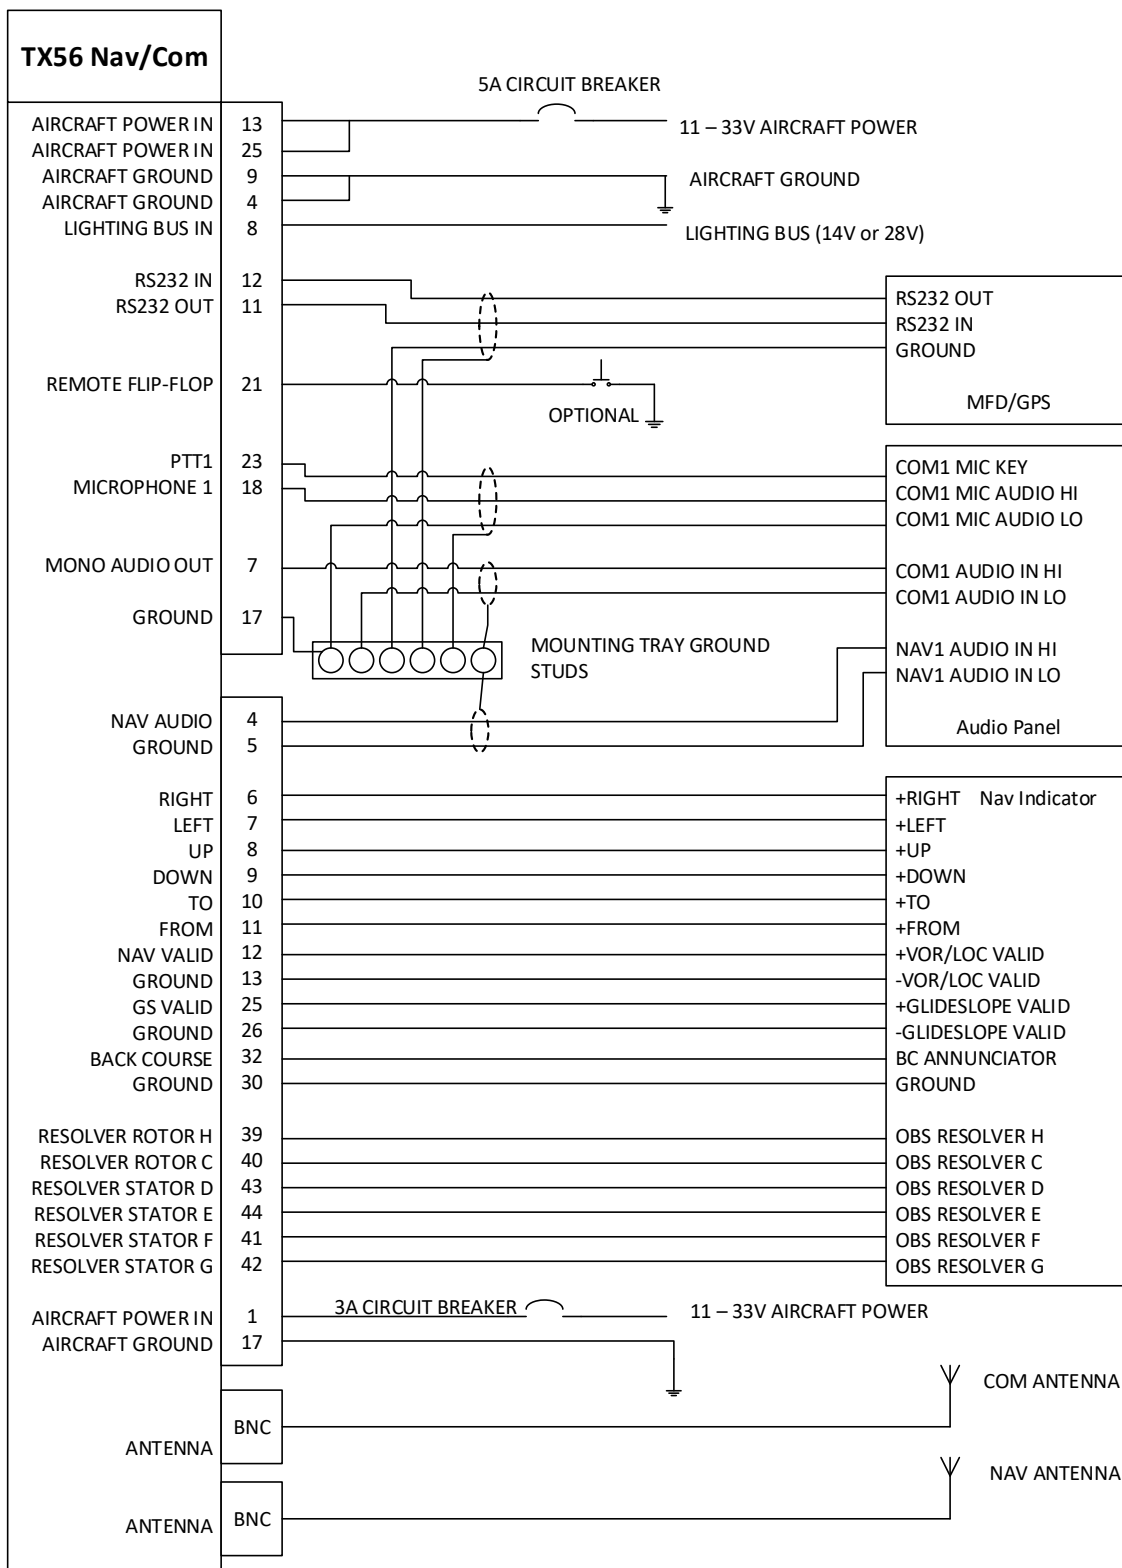 TX56 Nav/Com
5A CIRCUIT BREAKER
AIRCRAFT POWER IN 13 11 – 33V AIRCRAFT POWER
AIRCRAFT POWER IN 25
AIRCRAFT GROUND 9 AIRCRAFT GROUND
AIRCRAFT GROUND 4
LIGHTING BUS IN 8 LIGHTING BUS (14V or 28V)
RS232 IN 12 RS232 OUT
RS232 OUT 11 RS232 IN
GROUND
REMOTE FLIP-FLOP 21 MFD/GPS
OPTIONAL
PTT1 23 COM1 MIC KEY
MICROPHONE 1 18 COM1 MIC AUDIO HI
COM1 MIC AUDIO LO
MONO AUDIO OUT 7 COM1 AUDIO IN HI
COM1 AUDIO IN LO
GROUND 17
MOUNTING TRAY GROUND
STUDS
NAV1 AUDIO IN HI
NAV1 AUDIO IN LO
NAV AUDIO 4 Audio Panel
GROUND 5
RIGHT 6 +RIGHT Nav Indicator
LEFT 7 +LEFT
UP 8 +UP
DOWN 9 +DOWN
TO 10 +TO
FROM 11 +FROM
NAV VALID 12 +VOR/LOC VALID
GROUND 13 -VOR/LOC VALID
GS VALID 25 +GLIDESLOPE VALID
GROUND 26 -GLIDESLOPE VALID
BACK COURSE 32 BC ANNUNCIATOR
GROUND 30 GROUND
RESOLVER ROTOR H 39 OBS RESOLVER H
RESOLVER ROTOR C 40 OBS RESOLVER C
RESOLVER STATOR D 43 OBS RESOLVER D
RESOLVER STATOR E 44 OBS RESOLVER E
RESOLVER STATOR F 41 OBS RESOLVER F
RESOLVER STATOR G 42 OBS RESOLVER G
AIRCRAFT POWER IN 1 3A CIRCUIT BREAKER 11 – 33V AIRCRAFT POWER
AIRCRAFT GROUND 17
COM ANTENNA
ANTENNA BNC
NAV ANTENNA
ANTENNA BNC